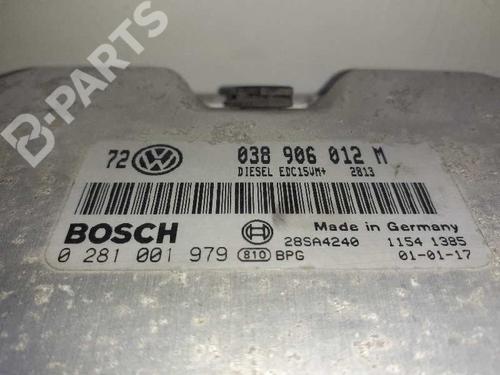 B-PARTS
72 VW 038 906 012 M
DIESEL EDC15VM+ 2813
Made in Germany
BOSCH 28SA4240 1154 1385
0 281 001 979 810 BPG 01-01-17